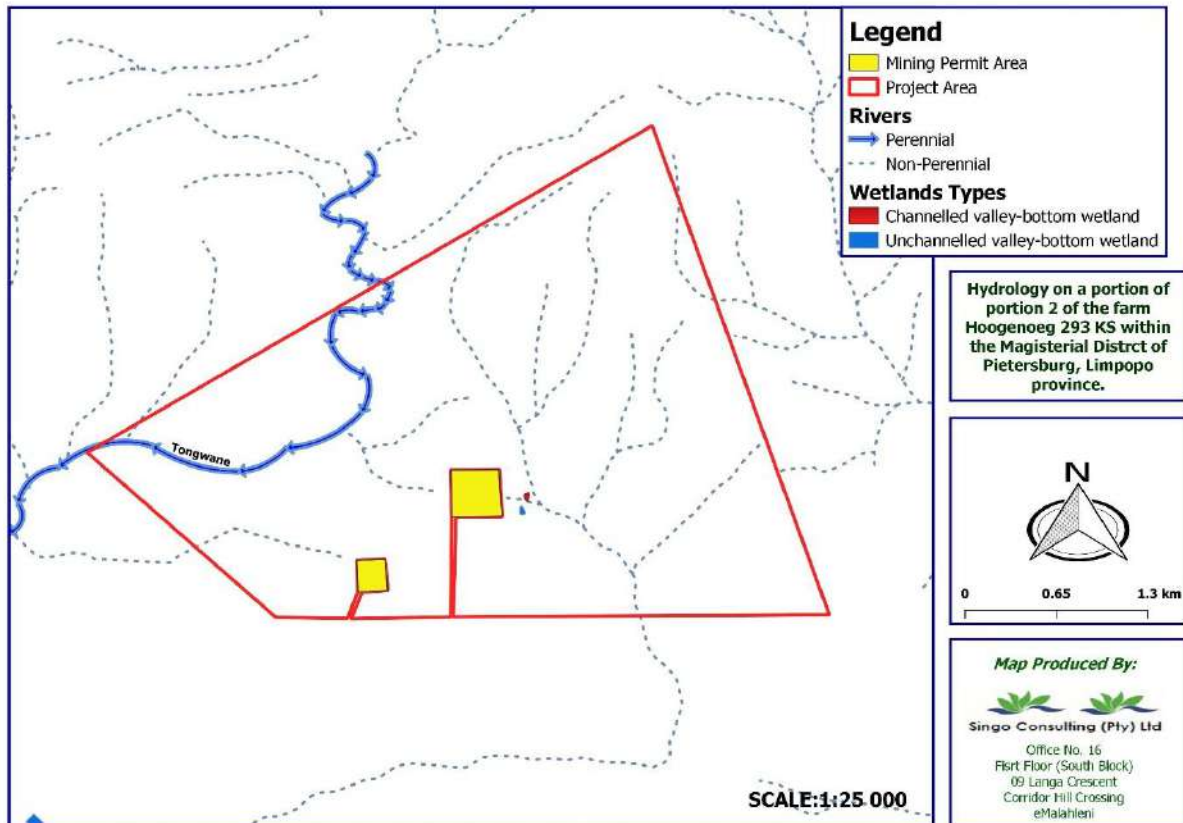 Legend
Mining Permit Area
Project Area
Rivers
Perennial
Non-Perennial
Wetlands Types
Channelled valley-bottom wetland
Unchannelled valley-bottom wetland
Hydrology on a portion of
portion 2 of the farm
Hoogenoeg 293 KS within
the Magisterial Distrct of
Pietersburg, Limpopo
province.
Tongwane
N
0 0.65 1.3 km
SCALE:1:25 000
Map Produced By:
Singo Consulting (Pty) Ltd
Office No. 16
Fisrt Floor (South Block)
09 Langa Crescent
Corridor Hill Crossing
eMalahleni